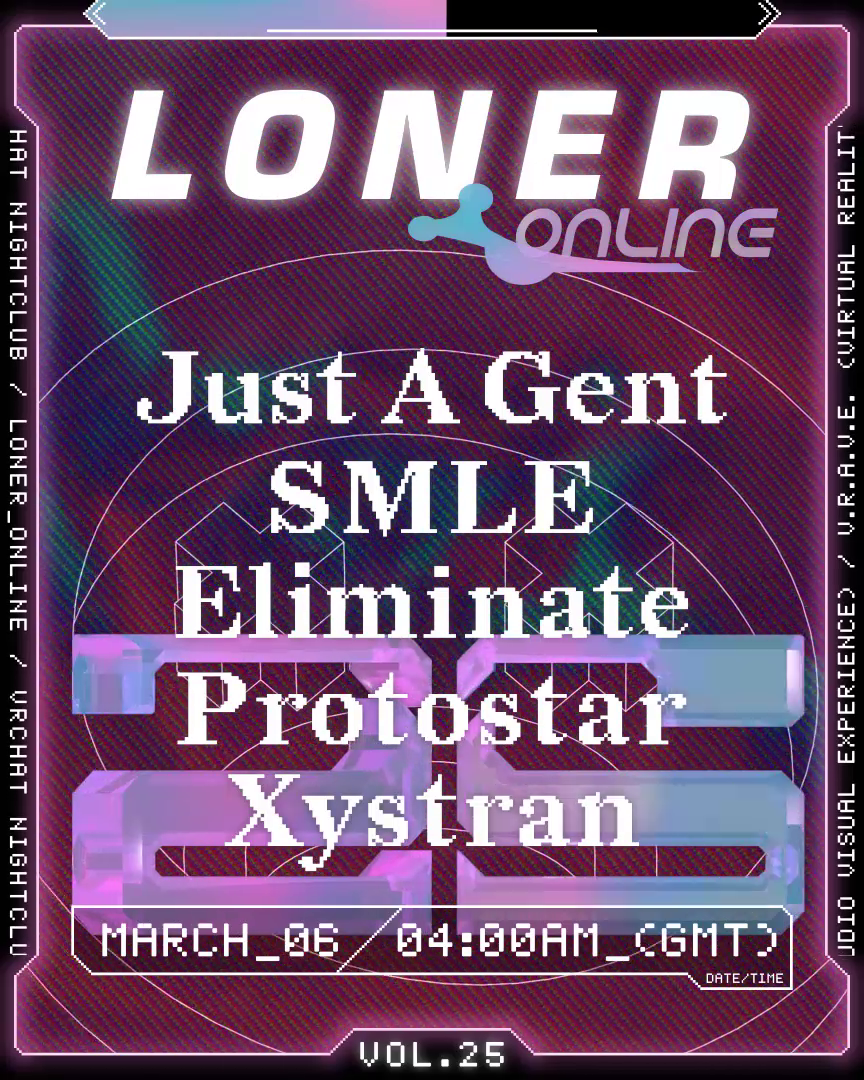 LONER
ONLINE
Just A Gent
SMLE
Eliminate
Protostar
Xystran
MARCH_06 / 04:00AM_(GMT)
DATE/TIME
VOL.25
HAT NIGHTCLUB / LONER_ONLINE / VRCHAT NIGHTCLU
UDIO VISUAL EXPERIENCE) / V.R.A.V.E. (VIRTUAL REALIT